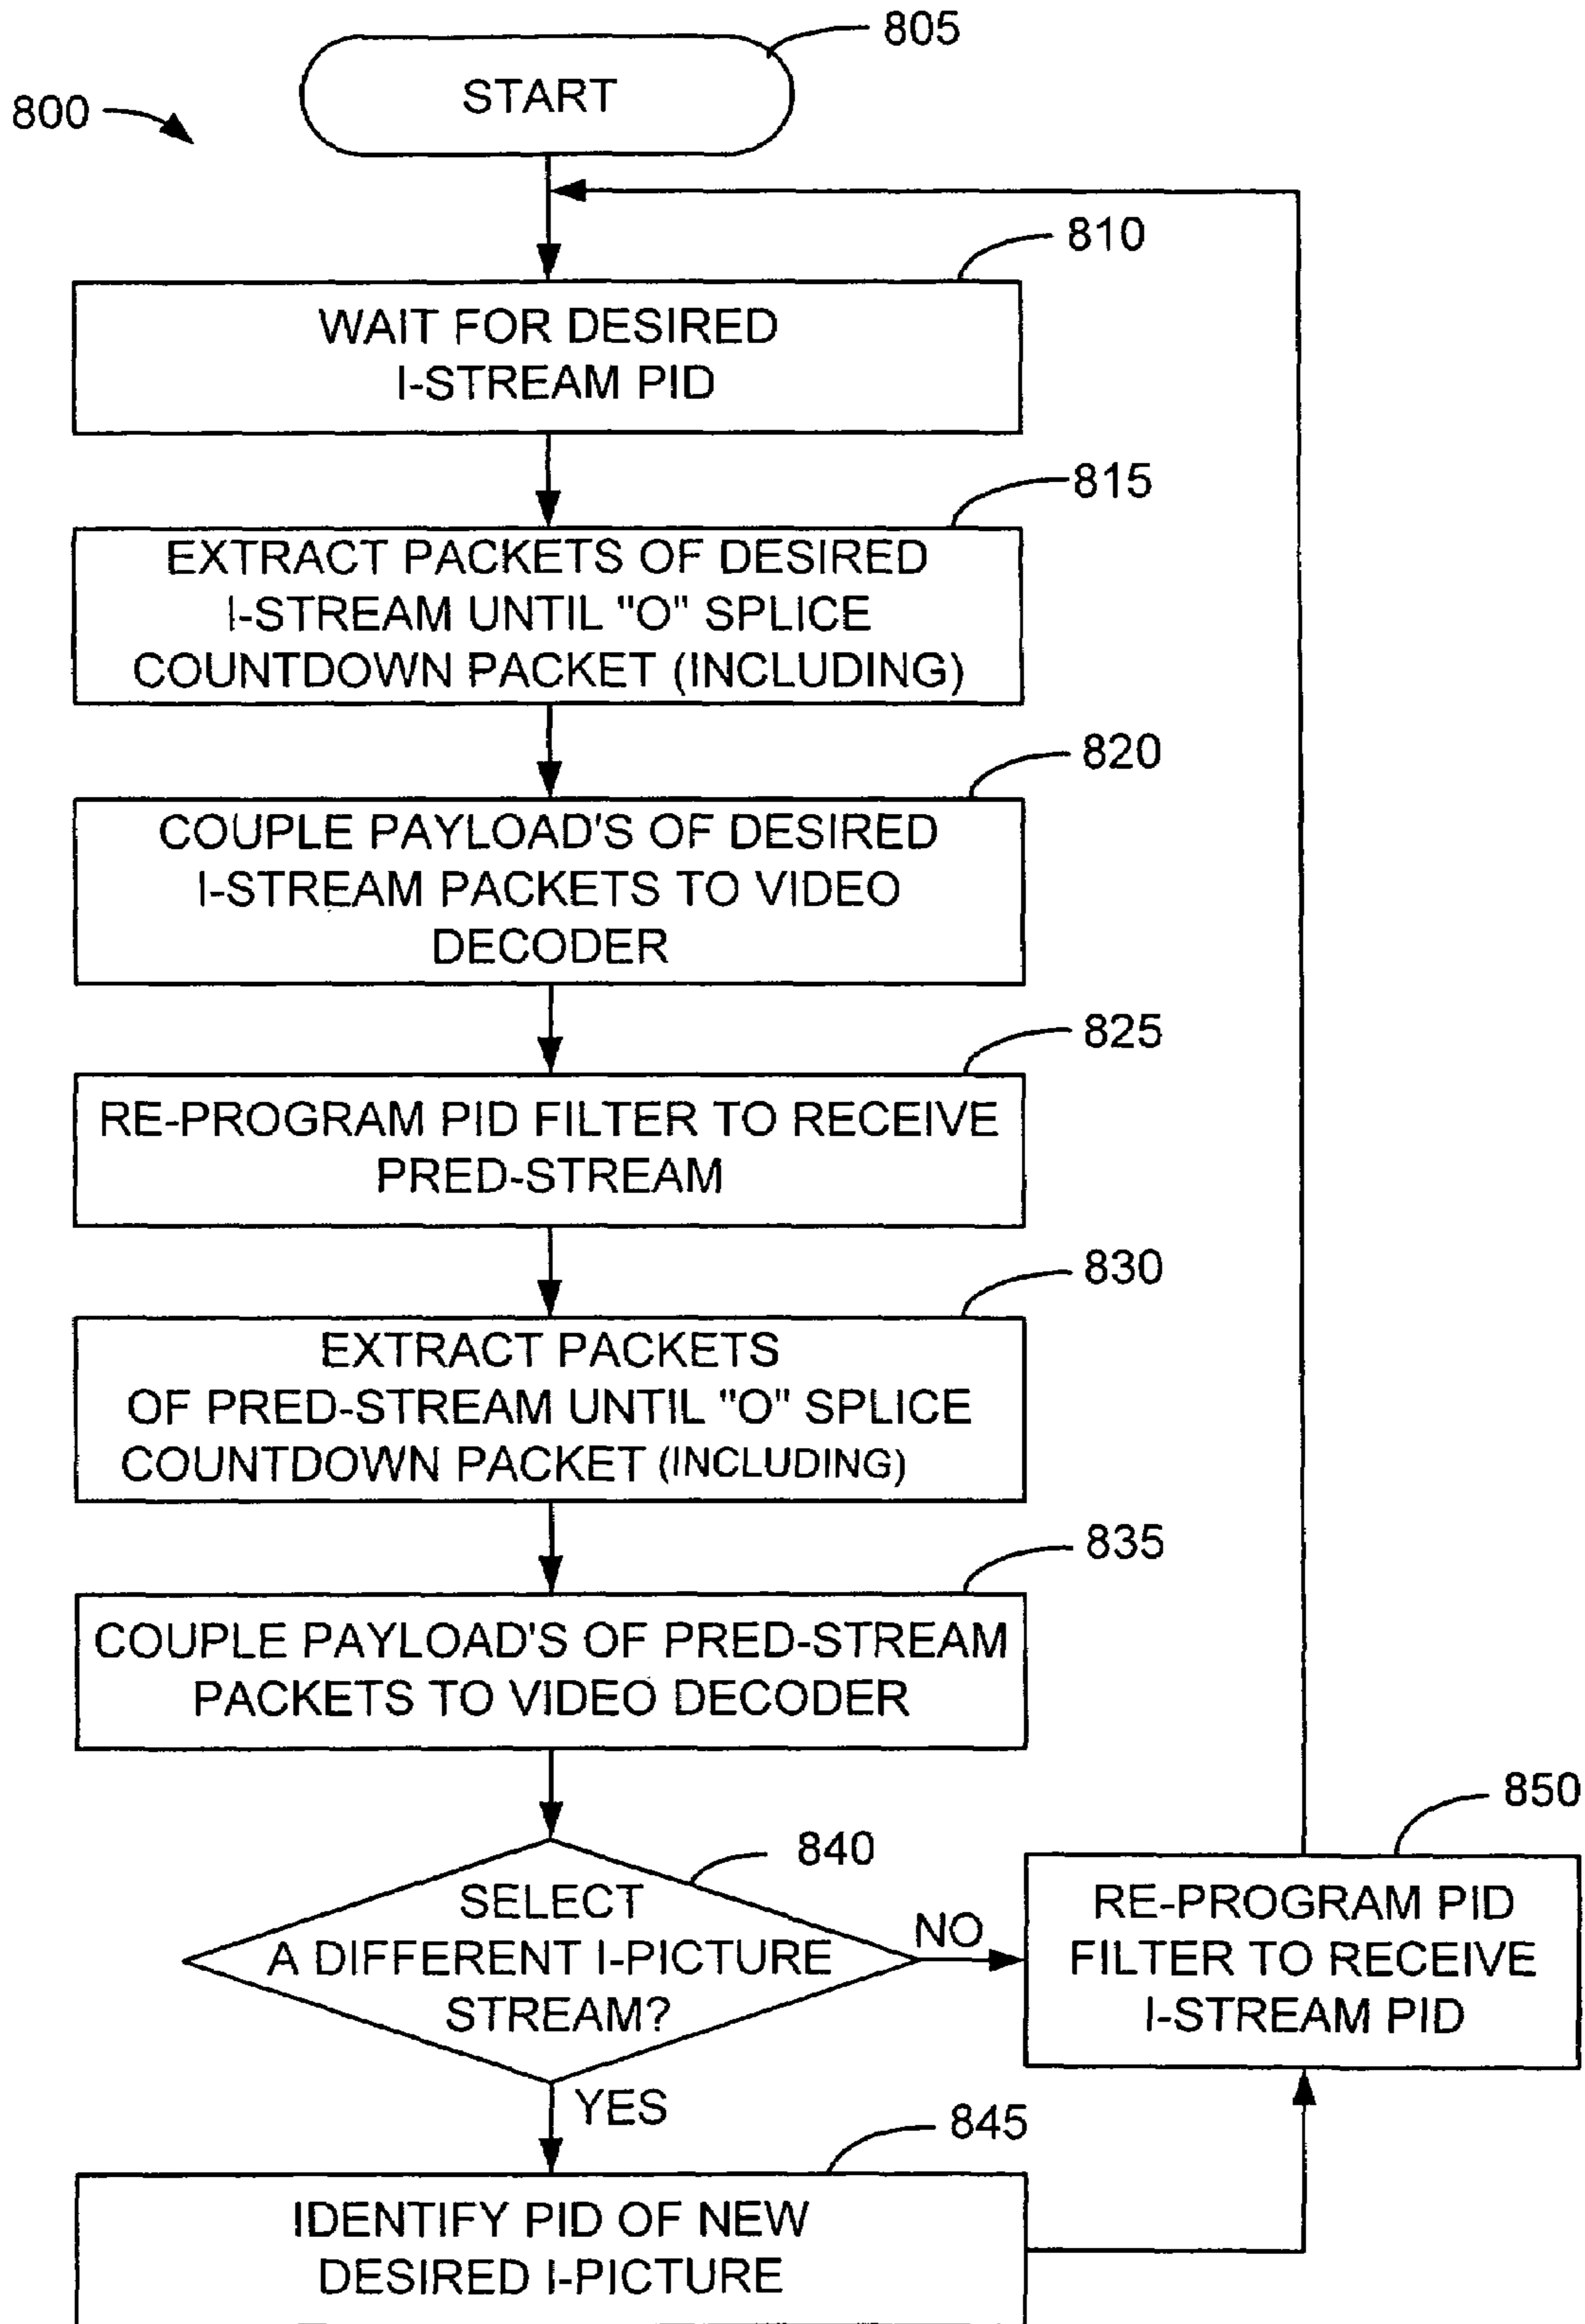 805
START
800
810
WAIT FOR DESIRED
I-STREAM PID
815
EXTRACT PACKETS OF DESIRED
I-STREAM UNTIL "O" SPLICE
COUNTDOWN PACKET (INCLUDING)
820
COUPLE PAYLOAD'S OF DESIRED
I-STREAM PACKETS TO VIDEO
DECODER
825
RE-PROGRAM PID FILTER TO RECEIVE
PRED-STREAM
830
EXTRACT PACKETS
OF PRED-STREAM UNTIL "O" SPLICE
COUNTDOWN PACKET (INCLUDING)
835
COUPLE PAYLOAD'S OF PRED-STREAM
PACKETS TO VIDEO DECODER
840
SELECT
A DIFFERENT I-PICTURE
STREAM?
NO
850
RE-PROGRAM PID
FILTER TO RECEIVE
I-STREAM PID
YES
845
IDENTIFY PID OF NEW
DESIRED I-PICTURE